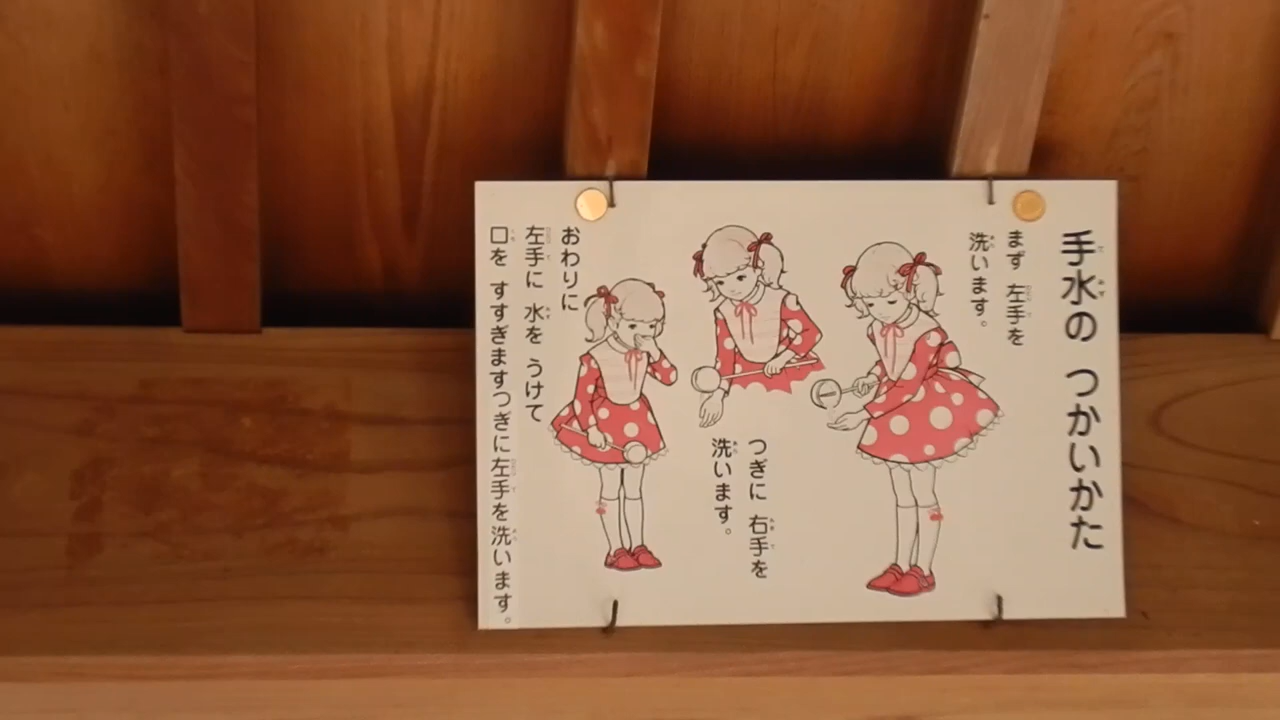 手水の つかいかた
まず 左手を
洗います。
つぎに 右手を
洗います。
おわりに
左手に 水を うけて
口を すすぎますつぎに左手を洗います。